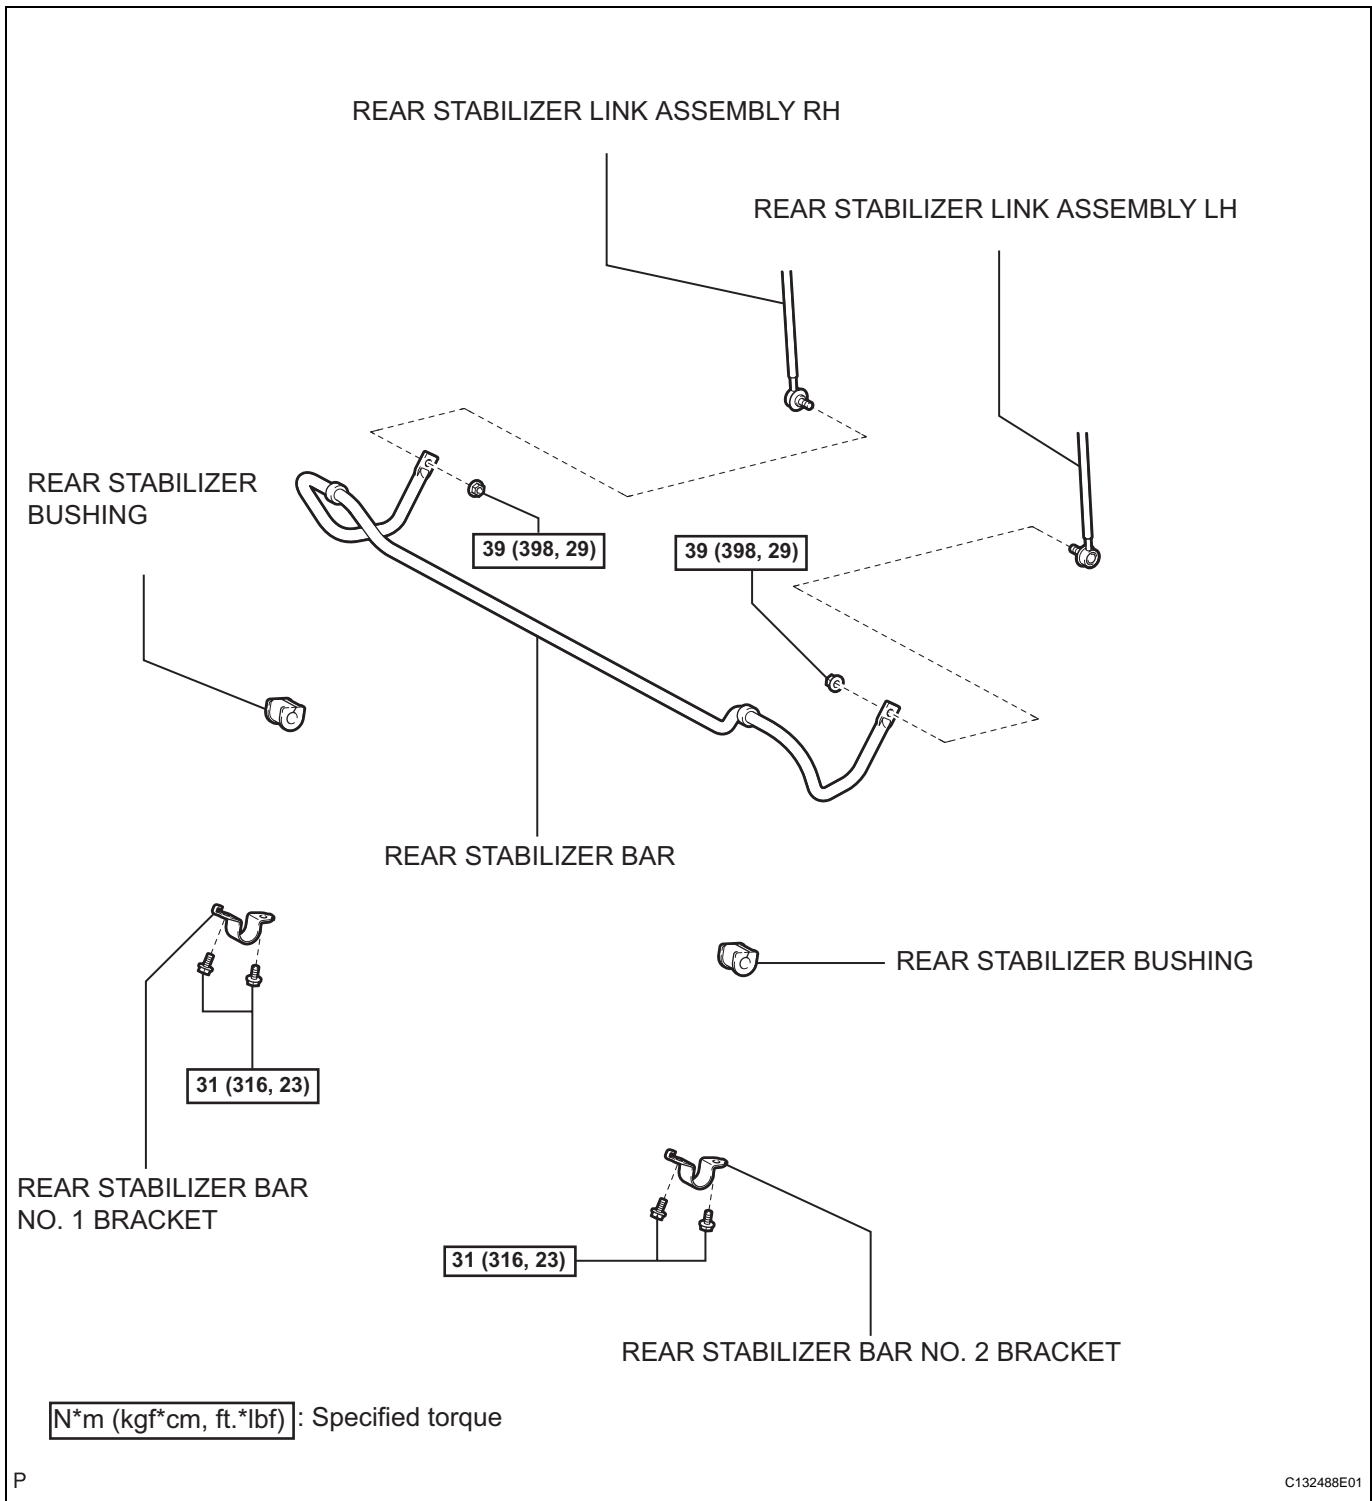 REAR STABILIZER LINK ASSEMBLY RH
REAR STABILIZER LINK ASSEMBLY LH
REAR STABILIZER
BUSHING
39 (398, 29)
39 (398, 29)
REAR STABILIZER BAR
REAR STABILIZER BUSHING
31 (316, 23)
REAR STABILIZER BAR
NO. 1 BRACKET
31 (316, 23)
REAR STABILIZER BAR NO. 2 BRACKET
N*m (kgf*cm, ft.*lbf) : Specified torque
P
C132488E01